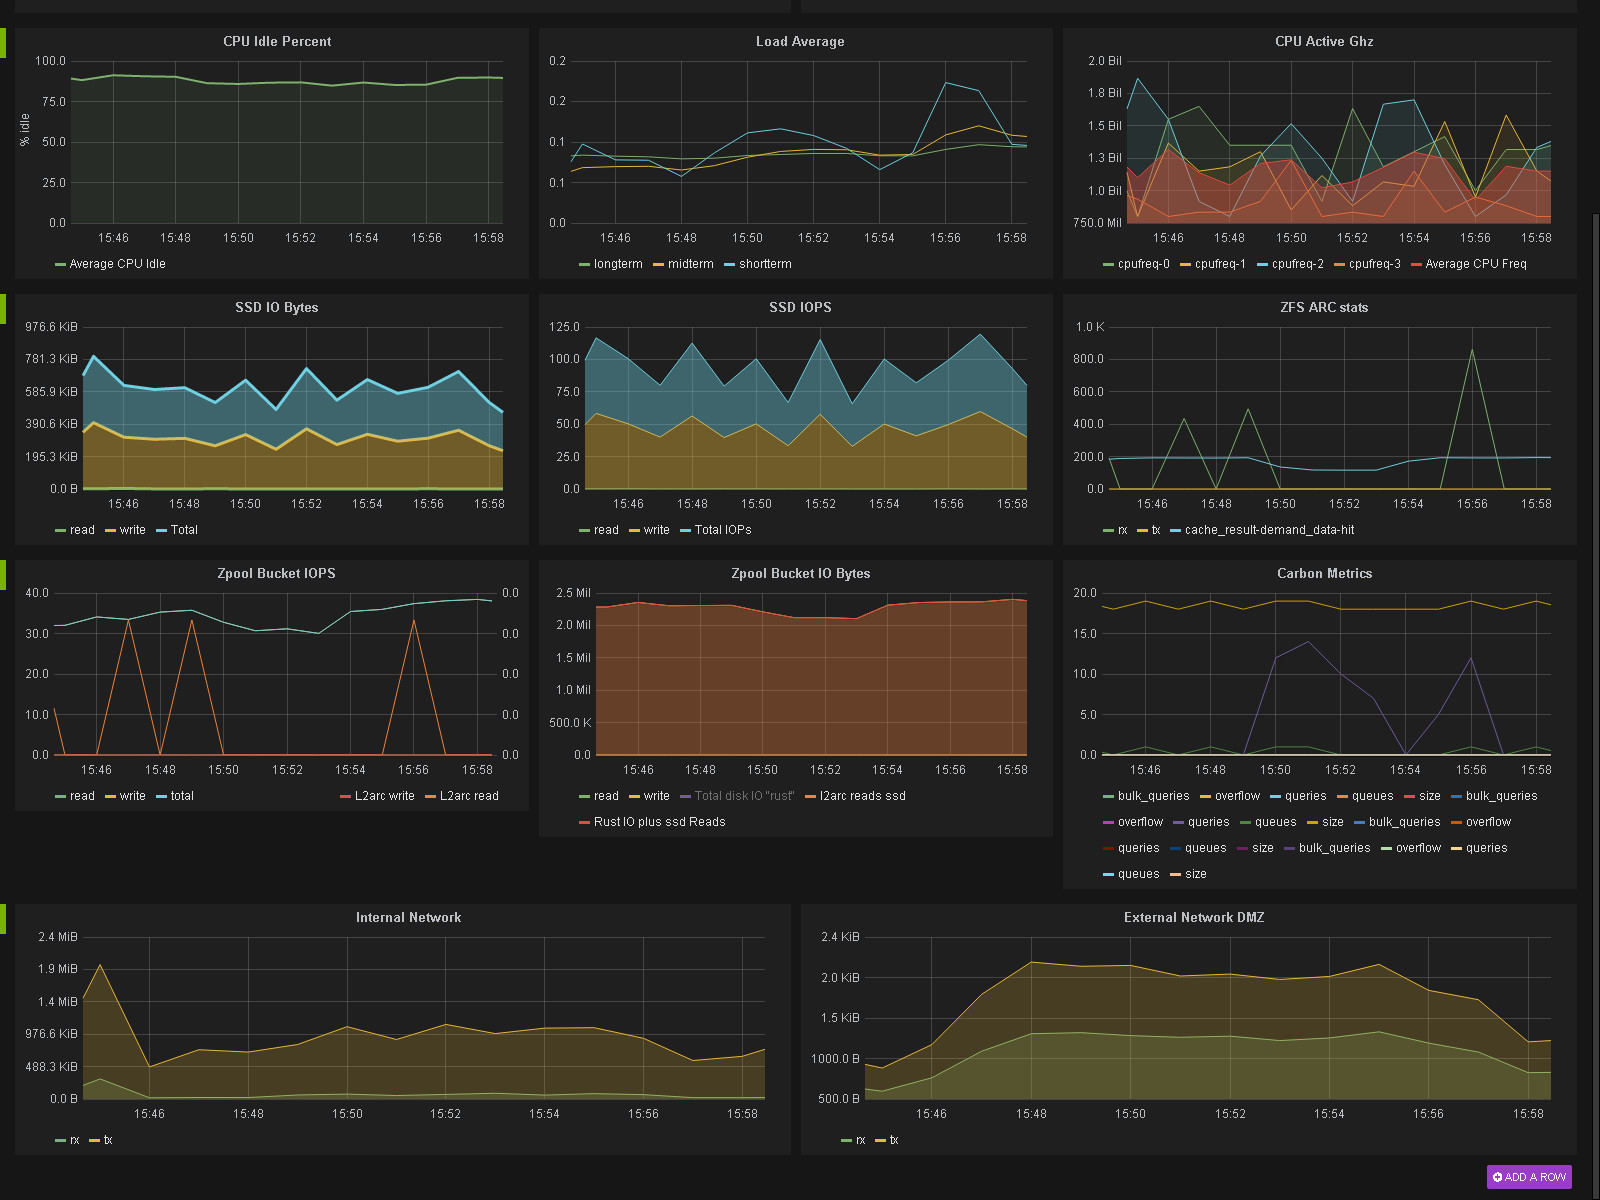 CPU Idle Percent
100.0
75.0
50.0
25.0
0.0
% idle
15:46 15:48 15:50 15:52 15:54 15:56 15:58
Average CPU Idle
Load Average
0.2
0.2
0.1
0.1
0.0
15:46 15:48 15:50 15:52 15:54 15:56 15:58
longterm midterm shortterm
CPU Active Ghz
2.0 Bil
1.8 Bil
1.5 Bil
1.3 Bil
1.0 Bil
750.0 Mil
15:46 15:48 15:50 15:52 15:54 15:56 15:58
cpufreq-0 cpufreq-1 cpufreq-2 cpufreq-3 Average CPU Freq
SSD IO Bytes
976.6 KiB
781.3 KiB
585.9 KiB
390.6 KiB
195.3 KiB
0.0 B
15:46 15:48 15:50 15:52 15:54 15:56 15:58
read write Total
SSD IOPS
125.0
100.0
75.0
50.0
25.0
0.0
15:46 15:48 15:50 15:52 15:54 15:56 15:58
read write Total IOPs
ZFS ARC stats
1.0 K
800.0
600.0
400.0
200.0
0.0
15:46 15:48 15:50 15:52 15:54 15:56 15:58
rx tx cache_result-demand_data-hit
Zpool Bucket IOPS
40.0 0.0
30.0 0.0
20.0 0.0
10.0 0.0
0.0 0.0
15:46 15:48 15:50 15:52 15:54 15:56 15:58
read write total L2arc write L2arc read
Zpool Bucket IO Bytes
2.5 Mil
2.0 Mil
1.5 Mil
1.0 Mil
500.0 K
0.0
15:46 15:48 15:50 15:52 15:54 15:56 15:58
read write Total disk IO "rust" l2arc reads ssd
Rust IO plus ssd Reads
Carbon Metrics
20.0
15.0
10.0
5.0
0.0
15:46 15:48 15:50 15:52 15:54 15:56 15:58
bulk_queries overflow queries queues size bulk_queries
overflow queries queues size bulk_queries overflow
queries queues size bulk_queries overflow queries
queues size
Internal Network
2.4 MiB
1.9 MiB
1.4 MiB
976.6 KiB
488.3 KiB
0.0 B
15:46 15:48 15:50 15:52 15:54 15:56 15:58
rx tx
External Network DMZ
2.4 KiB
2.0 KiB
1.5 KiB
1000.0 B
500.0 B
15:46 15:48 15:50 15:52 15:54 15:56 15:58
rx tx
ADD A ROW